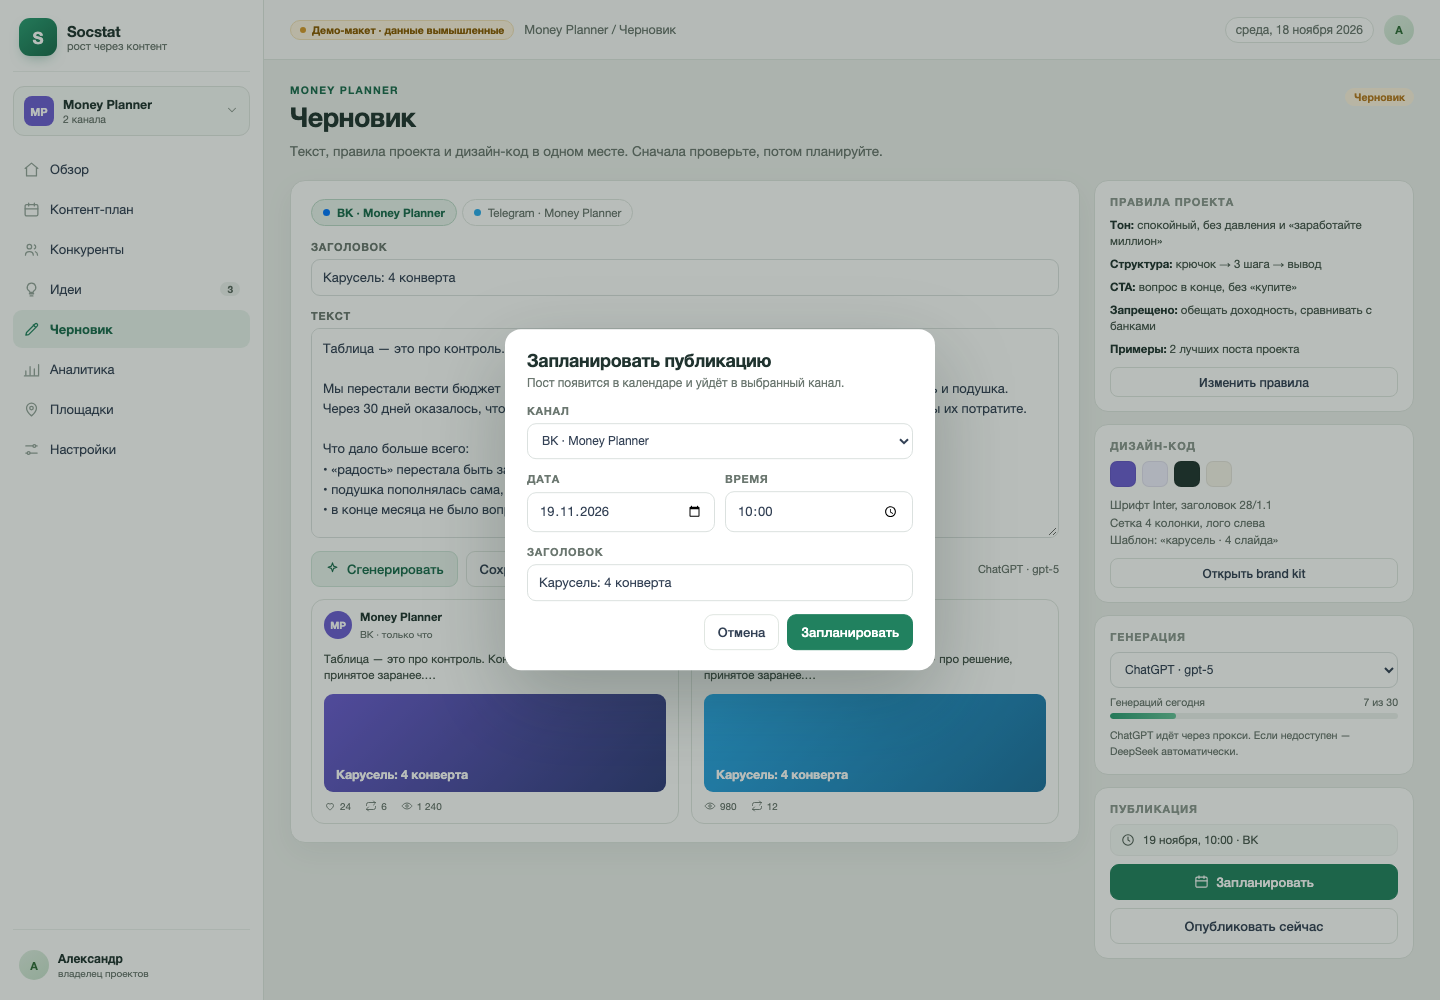 S
Socstat
рост через контент
MP
Money Planner
2 канала
Обзор
Контент-план
Конкуренты
Идеи
3
Черновик
Аналитика
Площадки
Настройки
A
Александр
владелец проектов
Демо-макет · данные вымышленные
Money Planner / Черновик
среда, 18 ноября 2026
A
MONEY PLANNER
Черновик
Текст, правила проекта и дизайн-код в одном месте. Сначала проверьте, потом планируйте.
Черновик
ВК · Money Planner
Telegram · Money Planner
ЗАГОЛОВОК
Карусель: 4 конверта
ТЕКСТ
Таблица — это про контроль.
Мы перестали вести бюджет
и подушка.
Через 30 дней оказалось, что
их потратите.
Что дало больше всего:
• «радость» перестала быть
• подушка пополнялась сама,
• в конце месяца не было
Сгенерировать
ChatGPT · gpt-5
MP
Money Planner
ВК · только что
Таблица — это про контроль.
принятое заранее.…
Карусель: 4 конверта
24
6
1 240
про решение,
принятое заранее.…
Карусель: 4 конверта
980
12
Запланировать публикацию
Пост появится в календаре и уйдёт в выбранный канал.
КАНАЛ
ВК · Money Planner
ДАТА
ВРЕМЯ
19.11.2026
10:00
ЗАГОЛОВОК
Карусель: 4 конверта
Отмена
Запланировать
ПРАВИЛА ПРОЕКТА
Тон: спокойный, без давления и «заработайте
миллион»
Структура: крючок → 3 шага → вывод
CTA: вопрос в конце, без «купите»
Запрещено: обещать доходность, сравнивать с
банками
Примеры: 2 лучших поста проекта
Изменить правила
ДИЗАЙН-КОД
Шрифт Inter, заголовок 28/1.1
Сетка 4 колонки, лого слева
Шаблон: «карусель · 4 слайда»
Открыть brand kit
ГЕНЕРАЦИЯ
ChatGPT · gpt-5
Генераций сегодня
7 из 30
ChatGPT идёт через прокси. Если недоступен —
DeepSeek автоматически.
ПУБЛИКАЦИЯ
19 ноября, 10:00 · ВК
Запланировать
Опубликовать сейчас